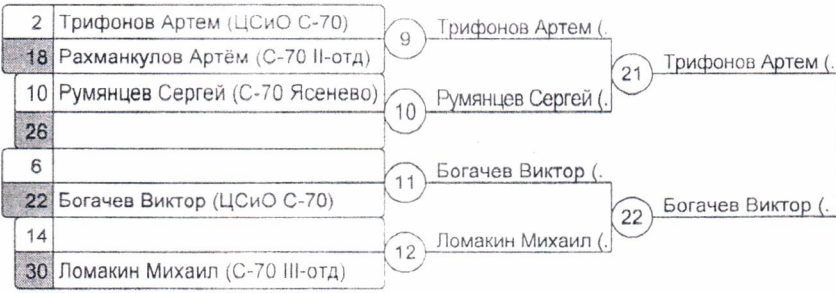 2 Трифонов Артем (ЦСиО С-70)
18 Рахманкулов Артём (С-70 II-отд)
9 Трифонов Артем (.
10 Румянцев Сергей (С-70 Ясенево)
26
10 Румянцев Сергей (.
21 Трифонов Артем (.
6
22 Богачев Виктор (ЦСиО С-70)
11 Богачев Виктор (.
14
30 Ломакин Михаил (С-70 III-отд)
12 Ломакин Михаил (.
22 Богачев Виктор (.